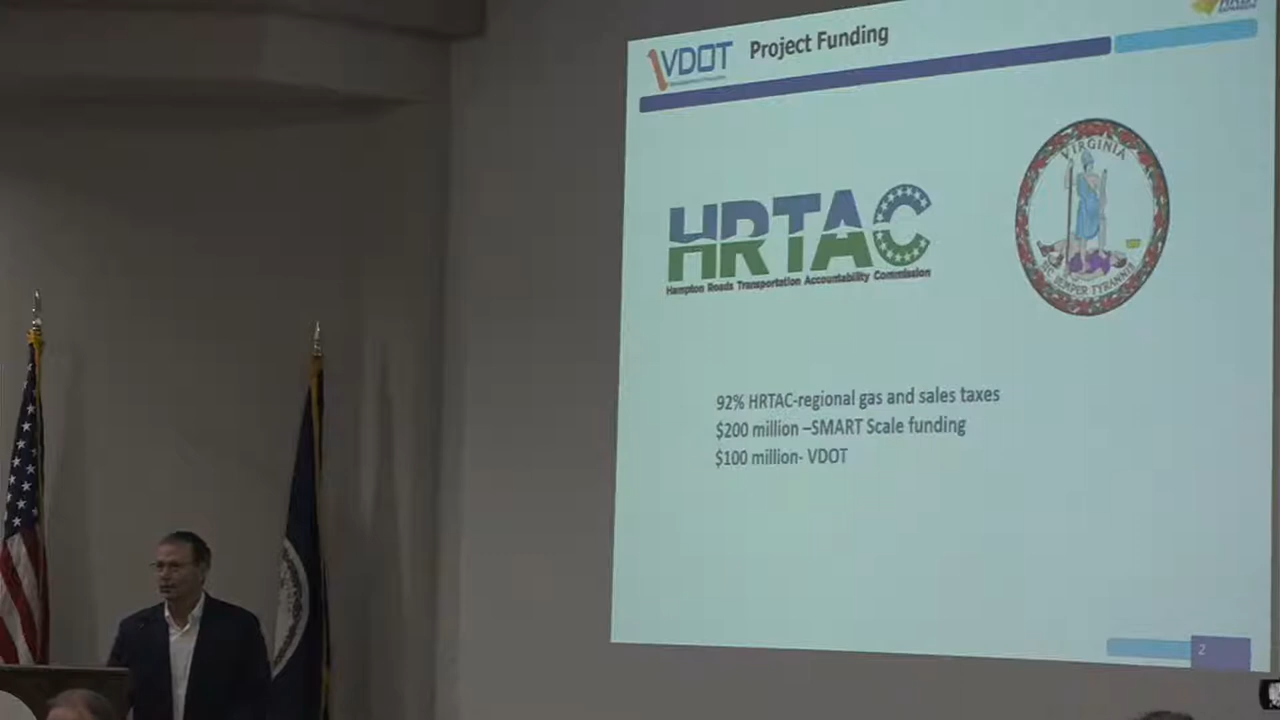 VDOT
Project Funding
HRTAC
Hampton Roads Transportation Accountability Commission
VIRGINIA
SIC SEMPER TYRANNIS
92% HRTAC-regional gas and sales taxes
$200 million –SMART Scale funding
$100 million- VDOT
2